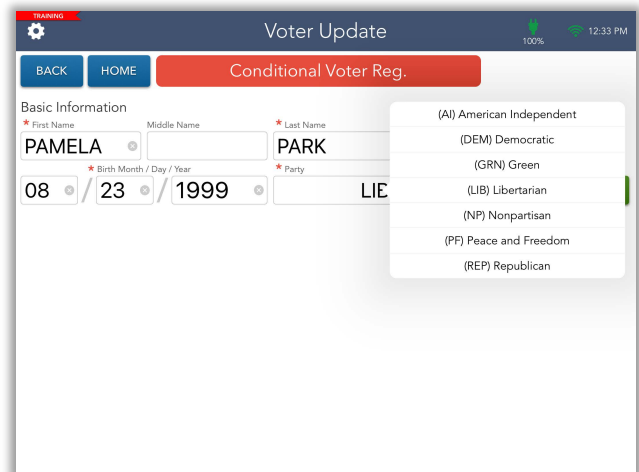 TRAINING
Voter Update
100%
12:33 PM
BACK HOME Conditional Voter Reg.
Basic Information
* First Name Middle Name * Last Name
PAMELA PARK
* Birth Month / Day / Year * Party
08 / 23 / 1999 LIB
(AI) American Independent
(DEM) Democratic
(GRN) Green
(LIB) Libertarian
(NP) Nonpartisan
(PF) Peace and Freedom
(REP) Republican